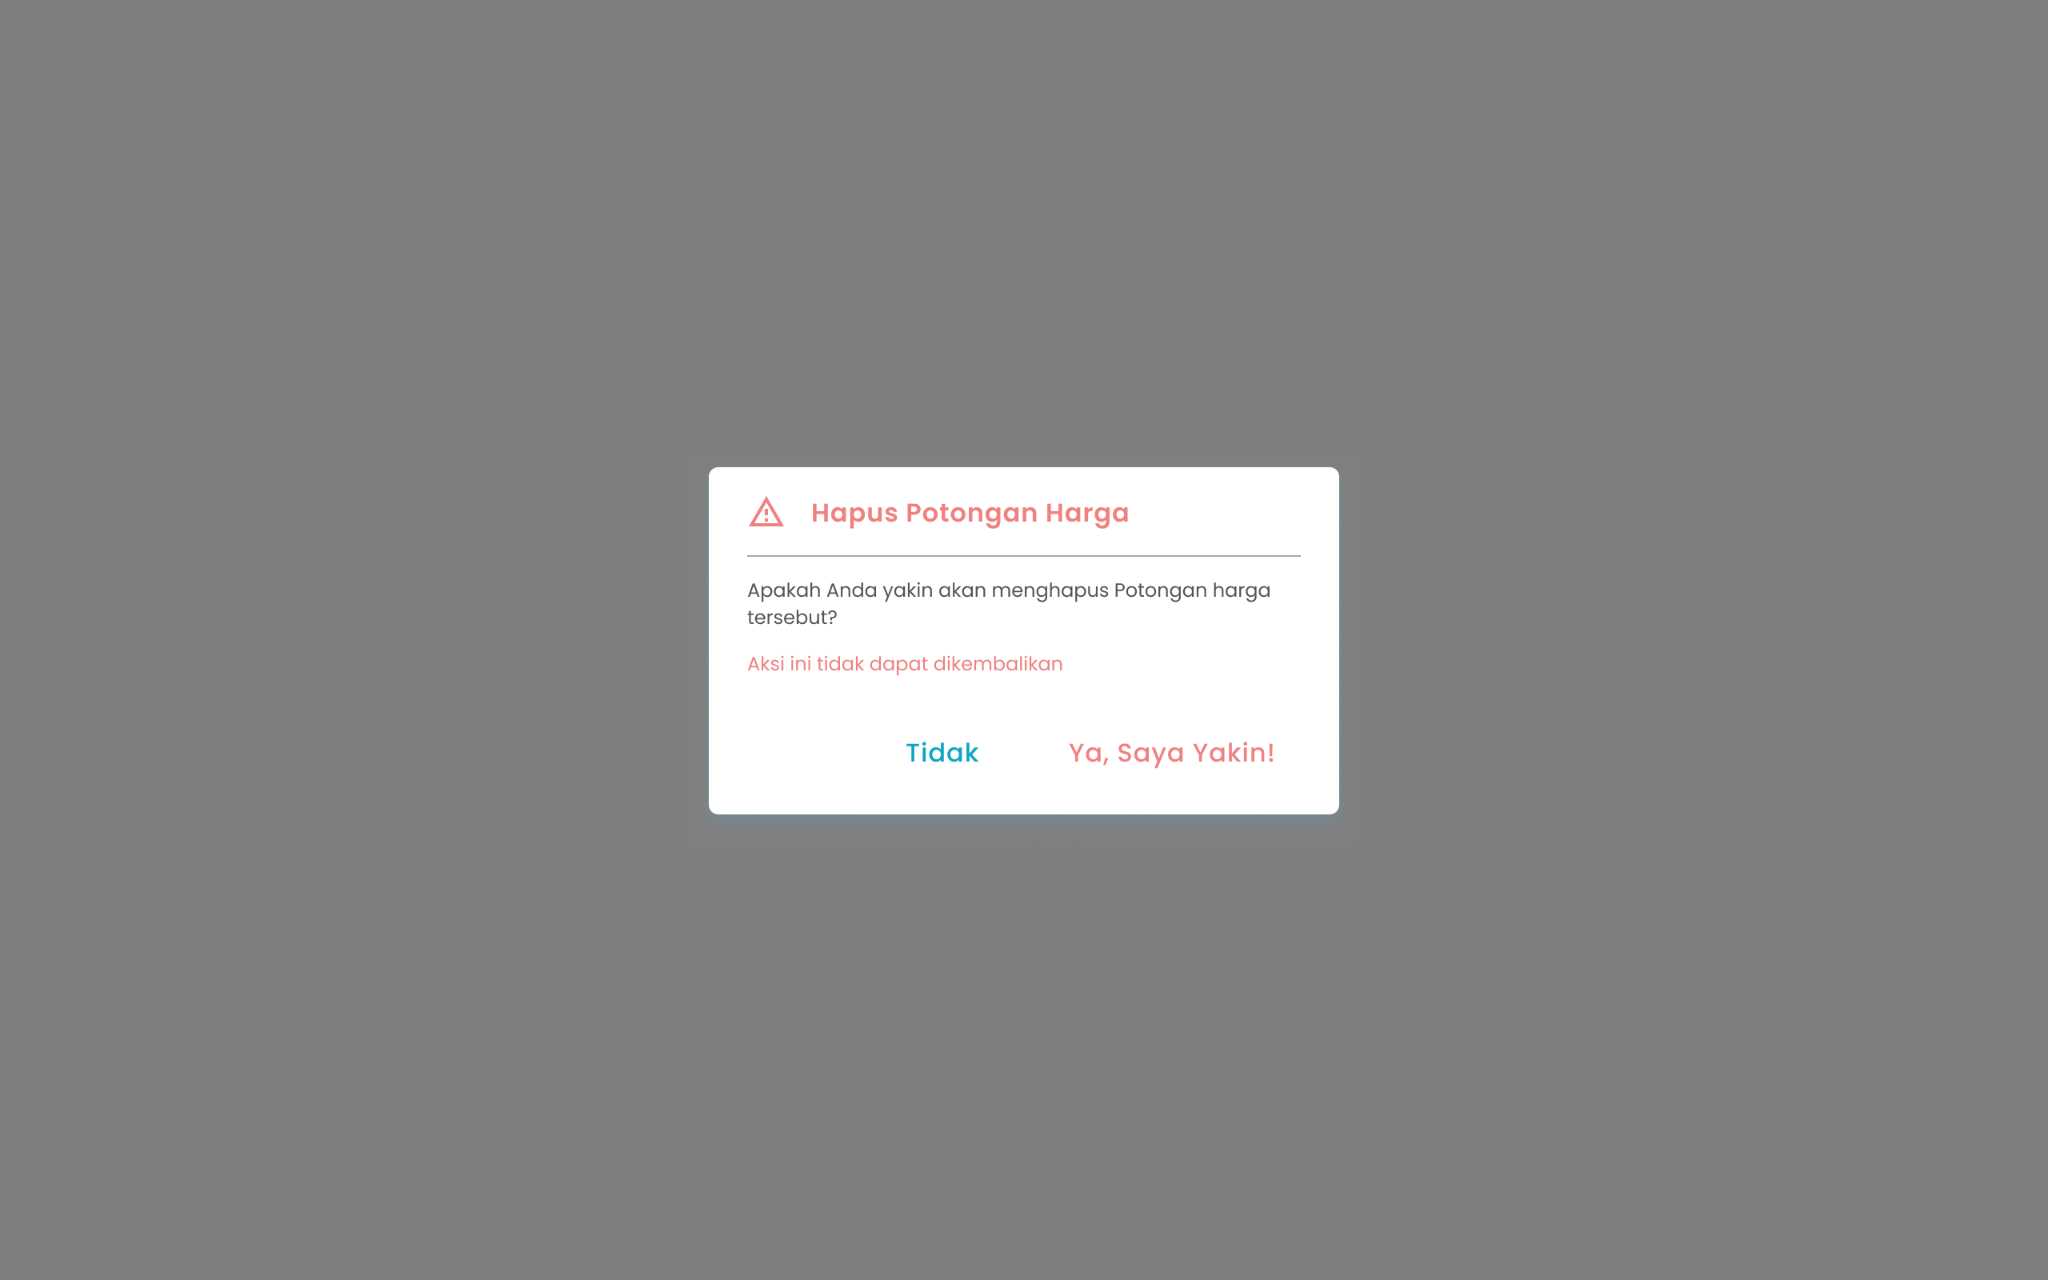 Hapus Potongan Harga
Apakah Anda yakin akan menghapus Potongan harga
tersebut?
Aksi ini tidak dapat dikembalikan
Tidak
Ya, Saya Yakin!